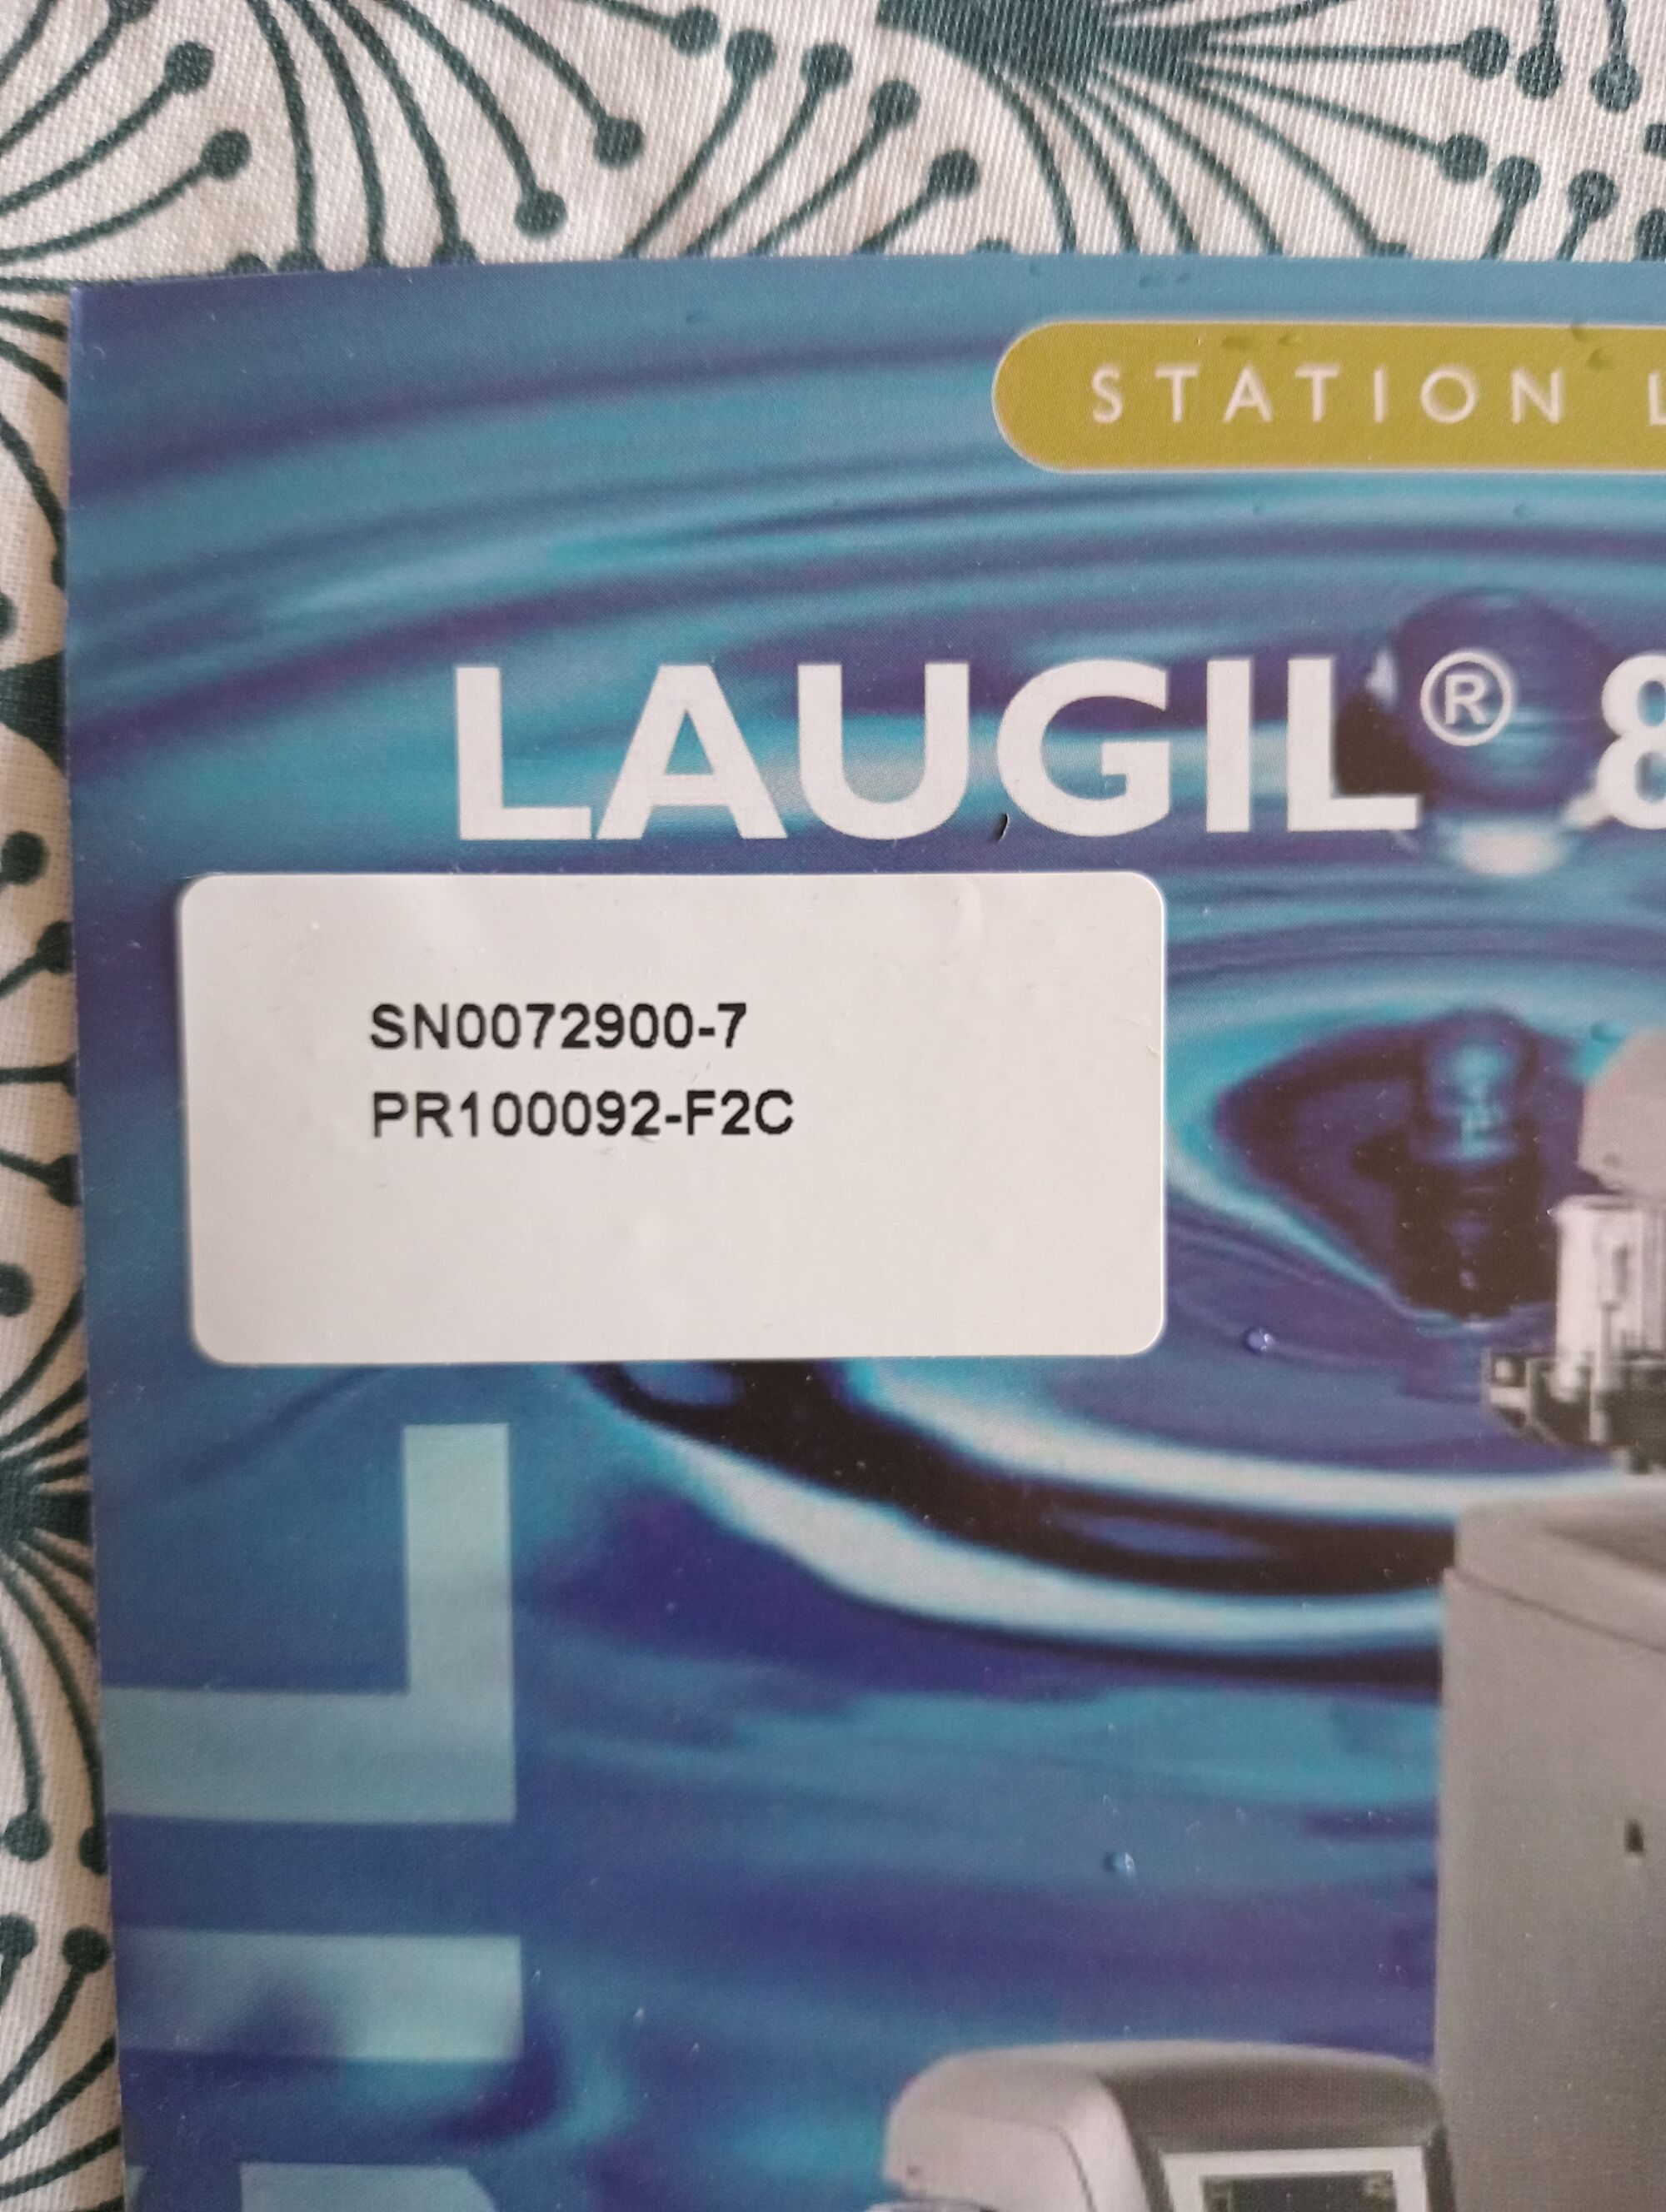 STATION L
LAUGIL® 8
SN0072900-7
PR100092-F2C